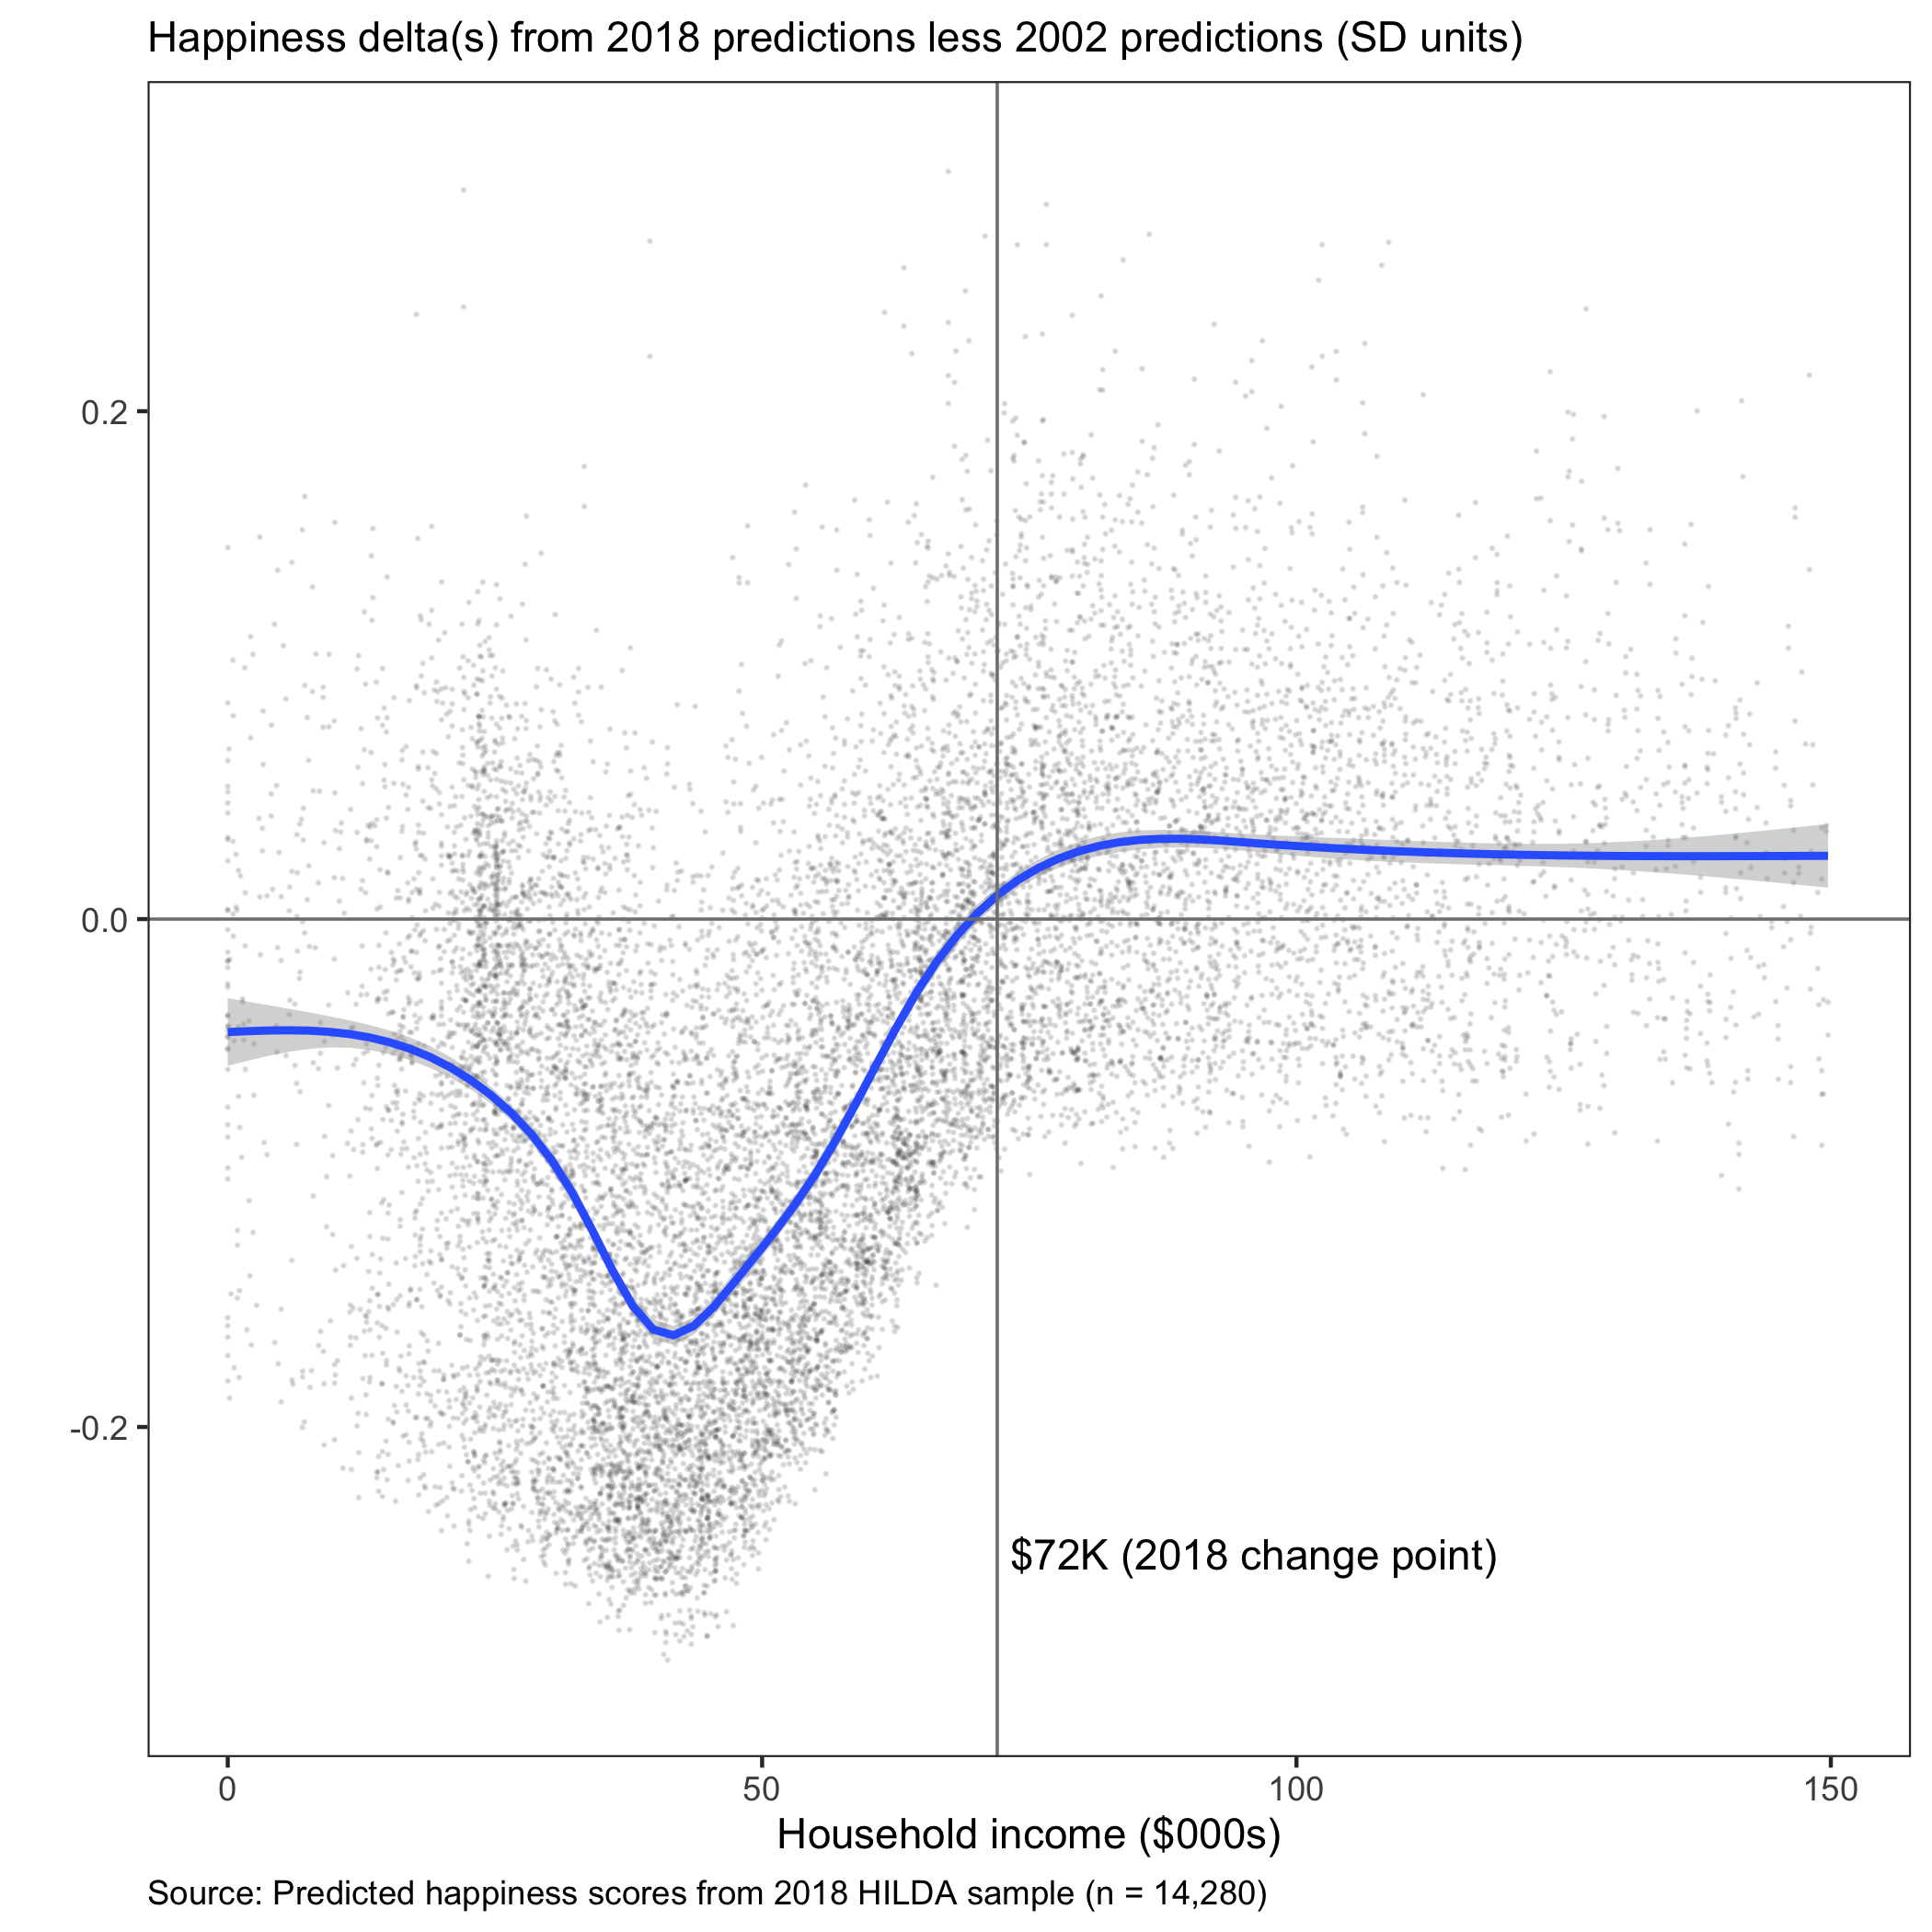 Happiness delta(s) from 2018 predictions less 2002 predictions (SD units)
0.2
0.0
-0.2
$72K (2018 change point)
0 50 100 150
Household income ($000s)
Source: Predicted happiness scores from 2018 HILDA sample (n = 14,280)